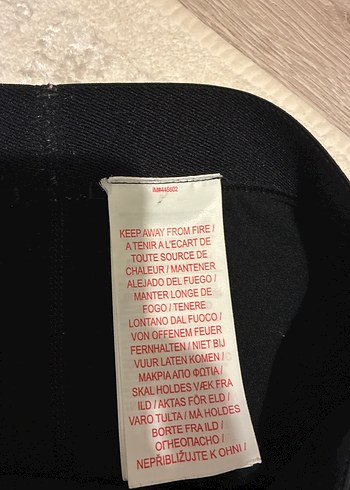 IM#445602
KEEP AWAY FROM FIRE /
A TENIR A L'ECART DE
TOUTE SOURCE DE
CHALEUR / MANTENER
ALEJADO DEL FUEGO /
MANTER LONGE DE
FOGO / TENERE
LONTANO DAL FUOCO /
VON OFFENEM FEUER
FERNHALTEN / NIET BIJ
VUUR LATEN KOMEN /
ΜΑΚΡΙΑ ΑΠΟ ΦΩΤΙΑ /
SKAL HOLDES VÆK FRA
ILD / AKTAS FÖR ELD /
VARO TULTA / MÅ HOLDES
BORTE FRA ILD /
ОГНЕОПАСНО /
NEPŘIBLIŽUJTE K OHNI /